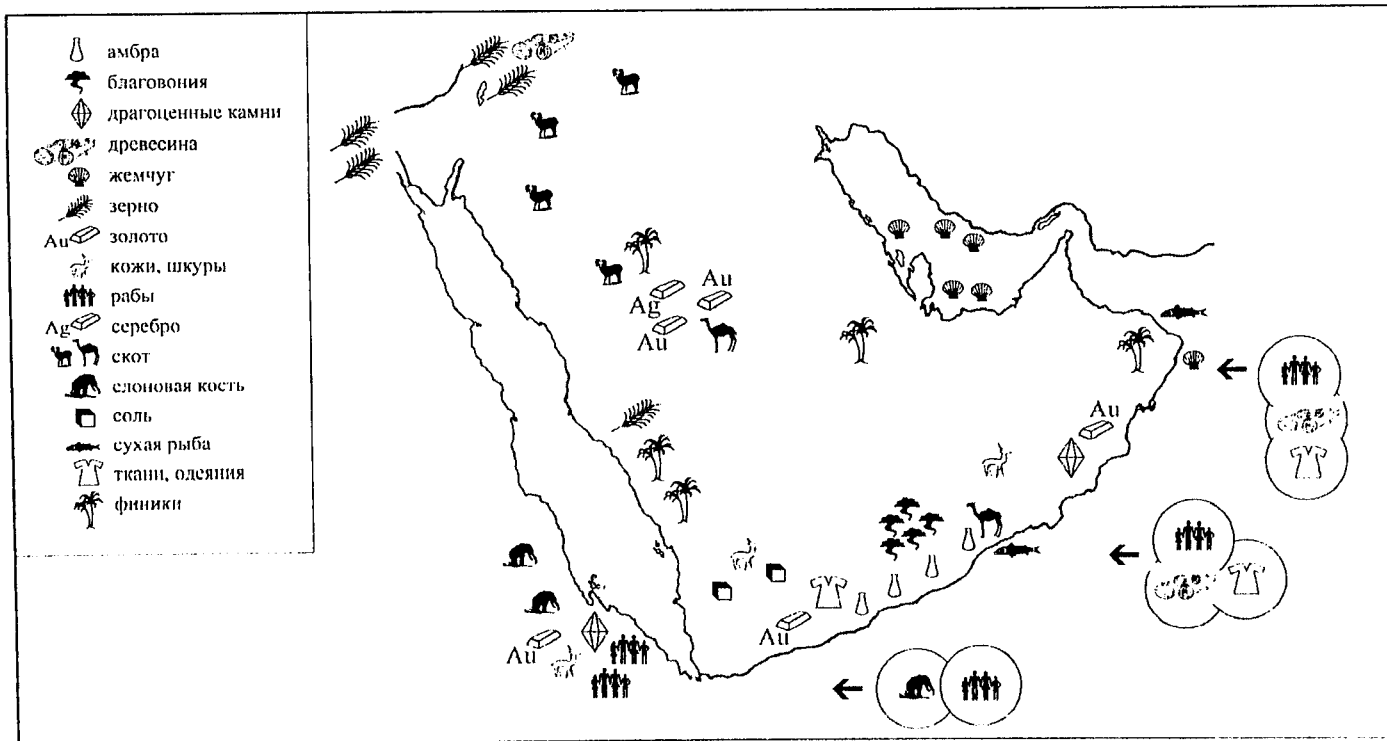 амбра
благовония
драгоценные камни
древесина
жемчуг
зерно
Au золото
кожи, шкуры
рабы
Ag серебро
скот
слоновая кость
соль
сухая рыба
ткани, одеяния
финики
Au
Ag
Au
Au
Au
Au